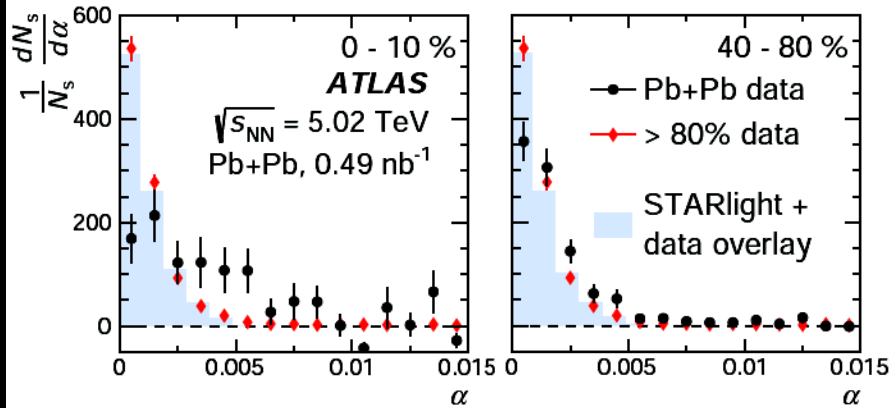 1/N_s dN_s/dα
600
400
200
0
0 - 10 %
ATLAS
√s_NN = 5.02 TeV
Pb+Pb, 0.49 nb⁻¹
0 0.005 0.01 0.015
α
40 - 80 %
Pb+Pb data
> 80% data
STARlight +
data overlay
0 0.005 0.01 0.015
α